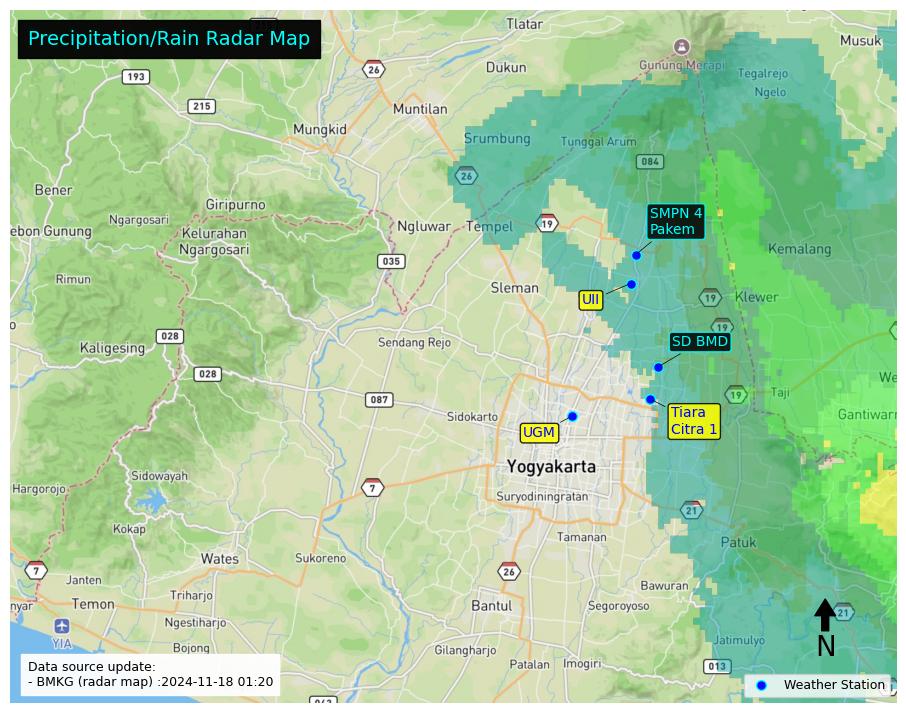 Precipitation/Rain Radar Map
Tlatar
Musuk
26
Dukun
Gunung Merapi
Tegalrejo
193
Ngelo
215
Muntilan
Mungkid
Srumbung
Tunggal Arum
084
26
Bener
Giripurno
SMPN 4
Pakem
Ngargosari
ebon Gunung
Kelurahan
Ngargosari
Ngluwar
Tempel
19
Kemalang
035
Rimun
Sleman
UII
19
Klewer
19
028
Kaligesing
Sendang Rejo
SD BMD
028
We
087
19
Taji
Sidokarto
Tiara
Citra 1
Gantiwarn
UGM
Yogyakarta
Sidowayah
Hargorejo
7
Suryodiningratan
21
Kokap
Tamanan
Patuk
Wates
Sukoreno
7
26
Janten
Bawuran
Triharjo
nyar
Temon
Bantul
Segoroyoso
21
Ngestiharjo
YIA
N
Bojong
Gilangharjo
Jatimulyo
Patalan
Imogiri
013
Data source update:
- BMKG (radar map) :2024-11-18 01:20
Weather Station